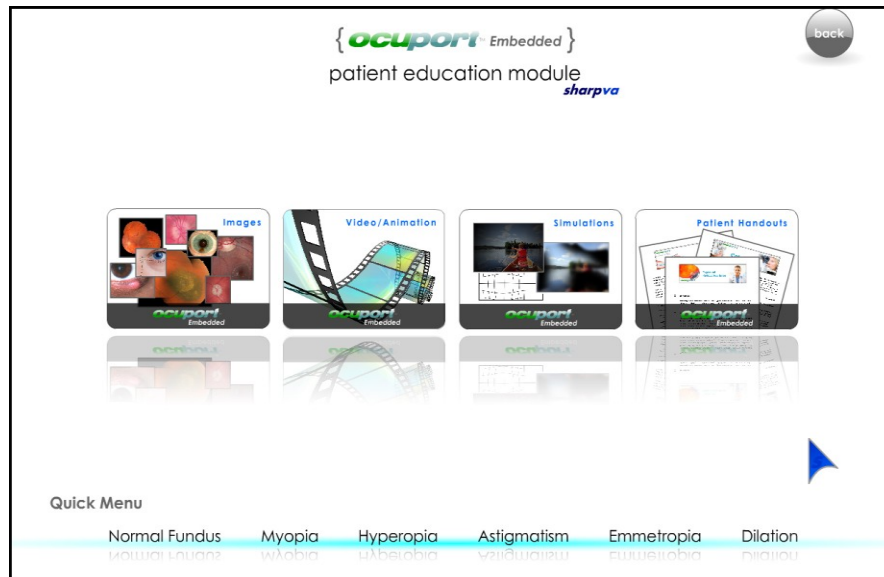 { ocuport™ Embedded }
back
patient education module
sharpva
Images
Video/Animation
Simulations
Patient Handouts
ocuport Embedded
ocuport Embedded
ocuport Embedded
ocuport Embedded
Quick Menu
Normal Fundus Myopia Hyperopia Astigmatism Emmetropia Dilation